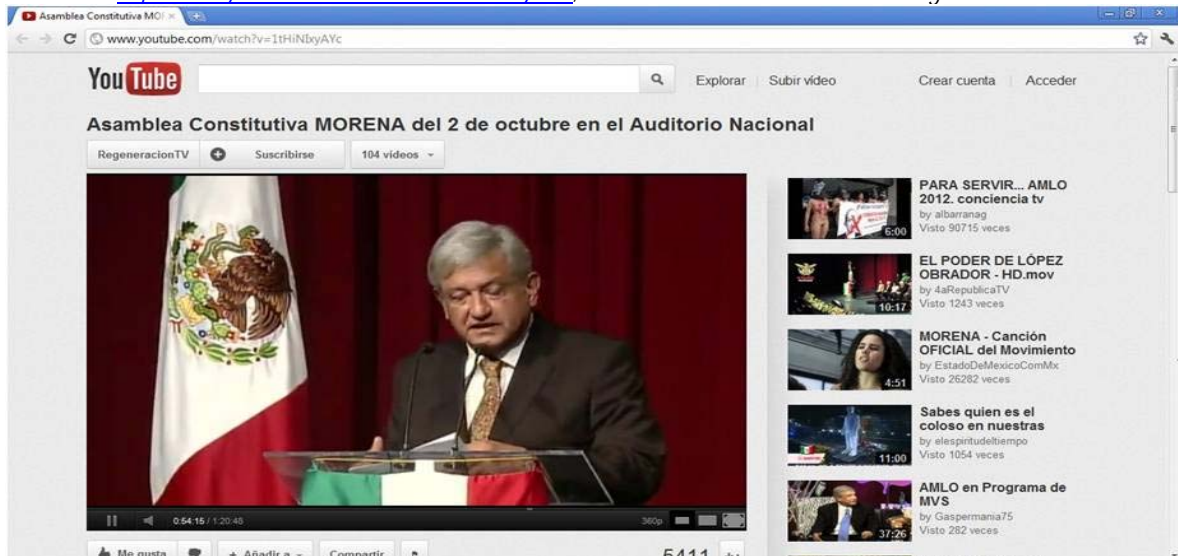 Asamblea Constitutiva MO
www.youtube.com/watch?v=1tHiNIxyAYc
YouTube
Explorar
Subir vídeo
Crear cuenta
Acceder
Asamblea Constitutiva MORENA del 2 de octubre en el Auditorio Nacional
RegeneracionTV
Suscribirse
104 vídeos
0:54:15 / 1:20:48
360p
Me gusta
Añadir a
Compartir
5411
6:00
PARA SERVIR... AMLO
2012. conciencia tv
by albarranag
Visto 90715 veces
10:17
EL PODER DE LÓPEZ
OBRADOR - HD.mov
by 4aRepublicaTV
Visto 1243 veces
4:51
MORENA - Canción
OFICIAL del Movimiento
by EstadoDeMexicoComMx
Visto 26282 veces
11:00
Sabes quien es el
coloso en nuestras
by elespiritudeltiempo
Visto 1054 veces
37:26
AMLO en Programa de
MVS
by Gaspermania75
Visto 282 veces